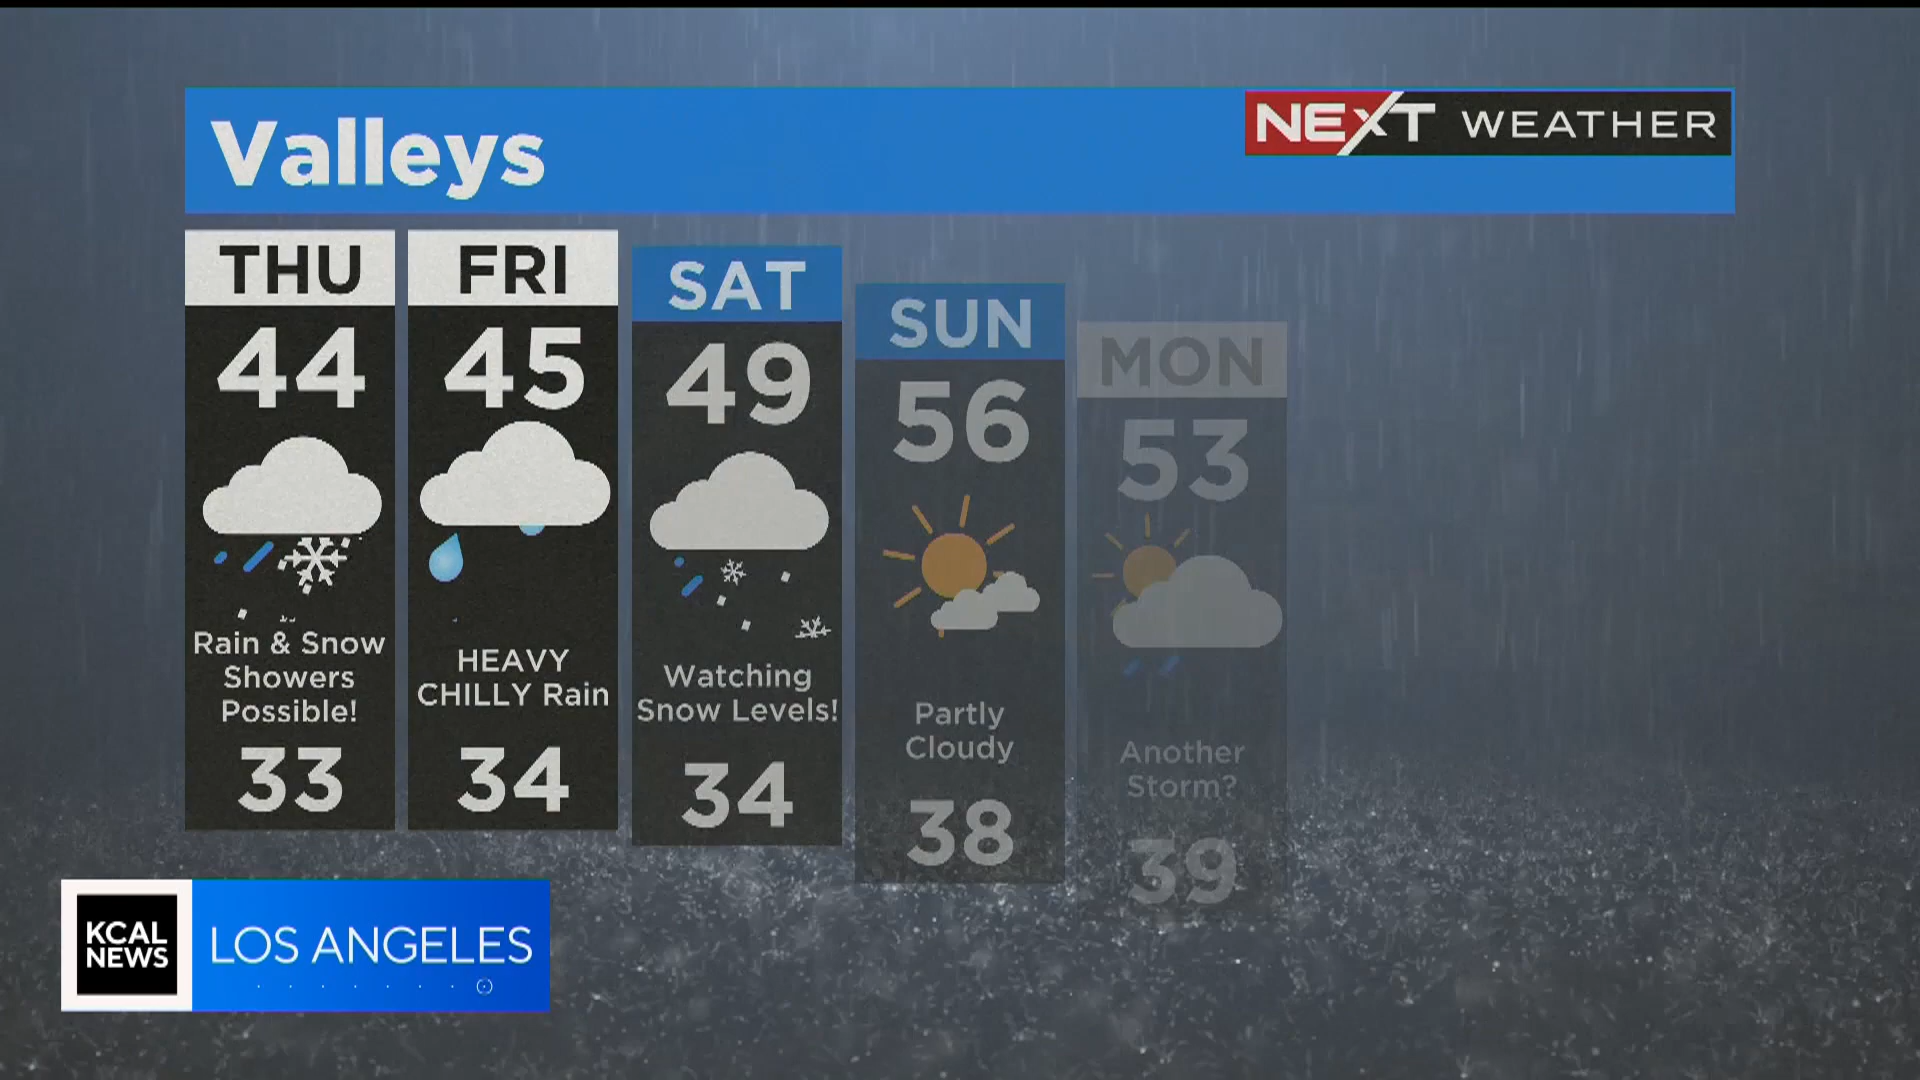 Valleys
NEXT WEATHER
THU
44
Rain & Snow
Showers
Possible!
33
FRI
45
HEAVY
CHILLY Rain
34
SAT
49
Watching
Snow Levels!
34
SUN
56
Partly
Cloudy
38
MON
53
Another
Storm?
39
KCAL
NEWS
LOS ANGELES